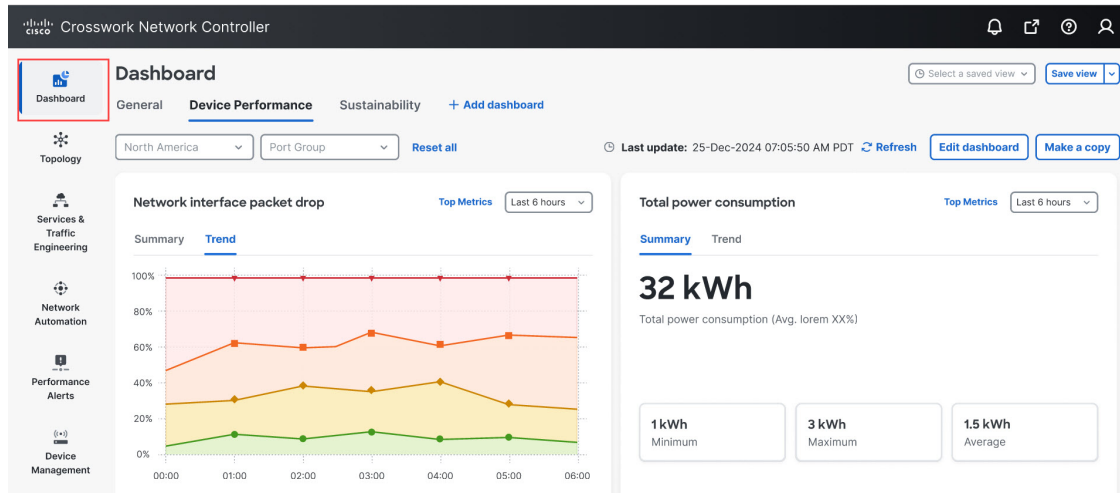 CISCO Crosswork Network Controller
Dashboard
Topology
Services &
Traffic
Engineering
Network
Automation
Performance
Alerts
Device
Management
Dashboard
Select a saved view
Save view
General Device Performance Sustainability + Add dashboard
North America Port Group Reset all
Last update: 25-Dec-2024 07:05:50 AM PDT Refresh
Edit dashboard Make a copy
Network interface packet drop Top Metrics Last 6 hours
Summary Trend
100%
80%
60%
40%
20%
0%
00:00 01:00 02:00 03:00 04:00 05:00 06:00
Total power consumption Top Metrics Last 6 hours
Summary Trend
32 kWh
Total power consumption (Avg. lorem XX%)
1 kWh
Minimum
3 kWh
Maximum
1.5 kWh
Average